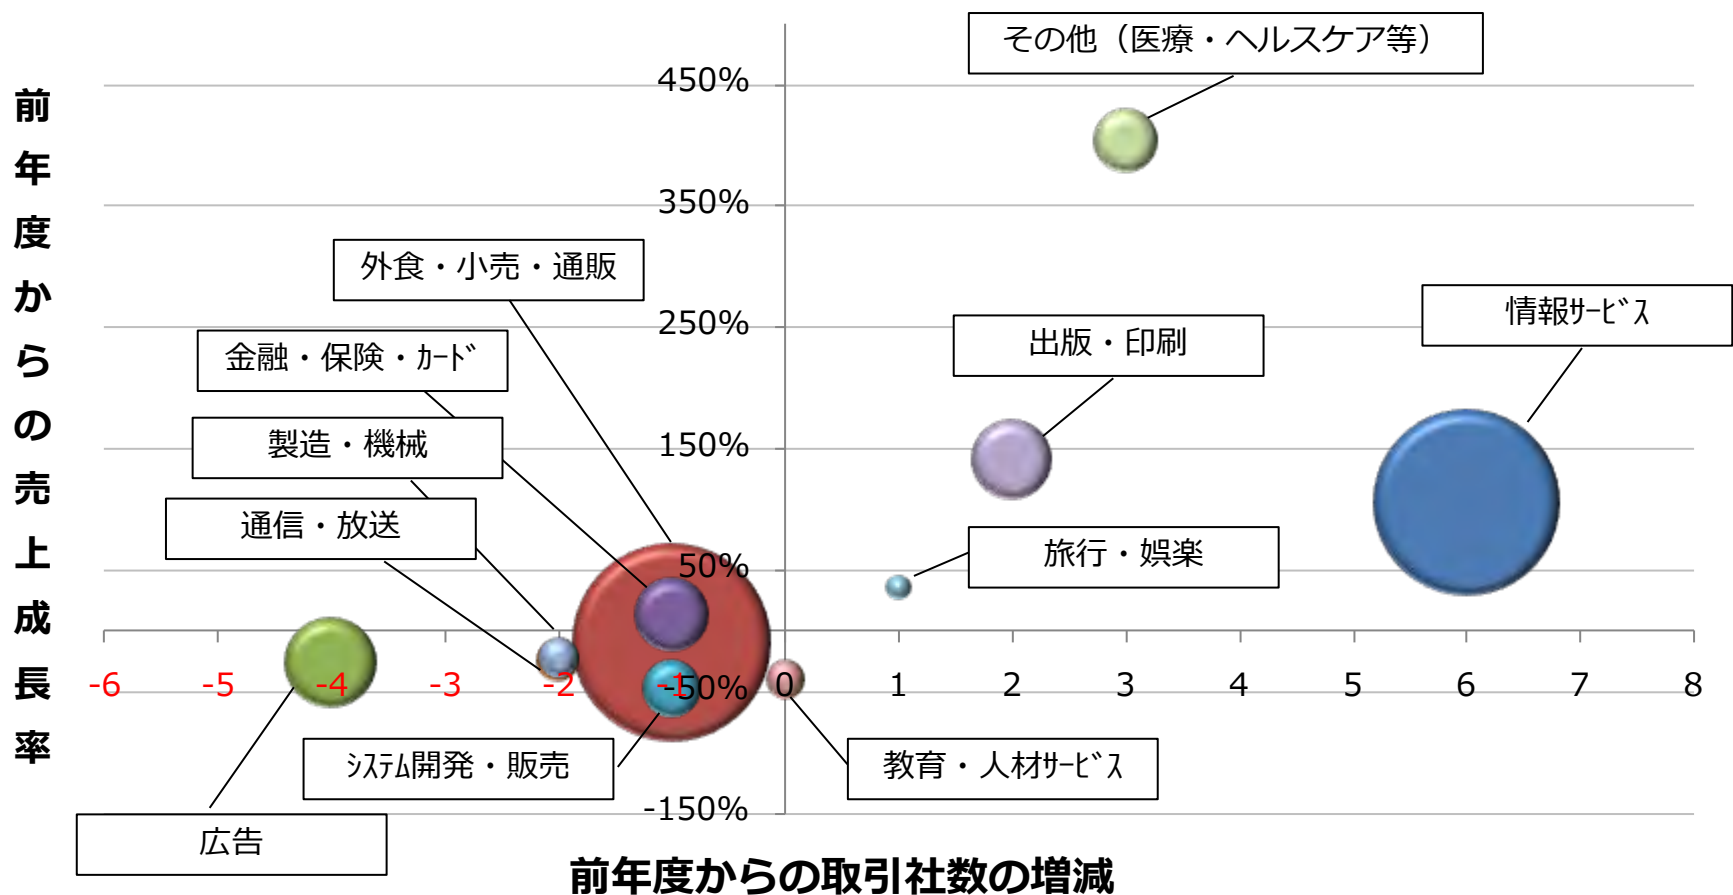 その他（医療・ヘルスケア等）
450%
350%
外食・小売・通販
250%
情報ｻｰﾋﾞｽ
金融・保険・ｶｰﾄﾞ
出版・印刷
製造・機械
150%
通信・放送
50%
旅行・娯楽
-6 -5 -4 -3 -2 -1 0 1 2 3 4 5 6 7 8
-50%
ｼｽﾃﾑ開発・販売
教育・人材ｻｰﾋﾞｽ
-150%
広告
前年度からの売上成長率
前年度からの取引社数の増減